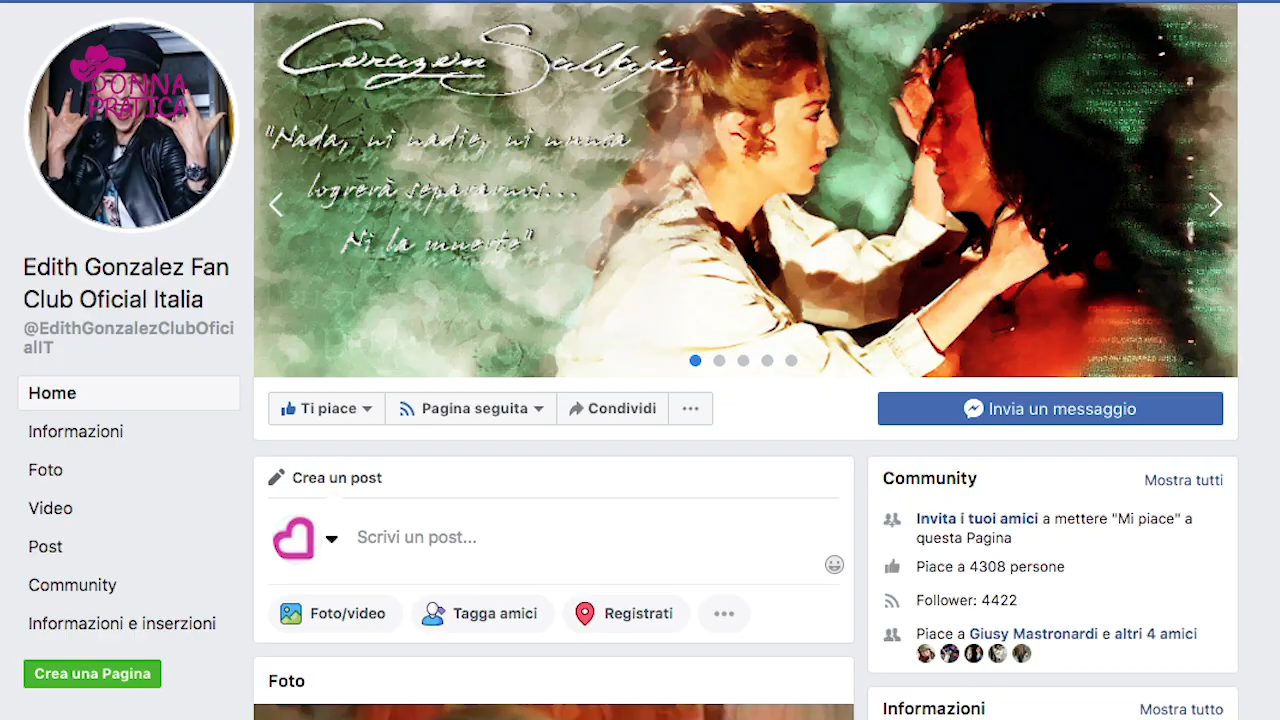 DONNA
PRATICA
Corazon Salvaje
"Nada, ni nadie, ni nunca
logrerà separarnos...
Ni la muerte"
Edith Gonzalez Fan
Club Oficial Italia
@EdithGonzalezClubOfici
alIT
Home
Informazioni
Foto
Video
Post
Community
Informazioni e inserzioni
Crea una Pagina
Ti piace
Pagina seguita
Condividi
Invia un messaggio
Crea un post
Scrivi un post...
Foto/video
Tagga amici
Registrati
Foto
Community
Mostra tutti
Invita i tuoi amici a mettere "Mi piace" a
questa Pagina
Piace a 4308 persone
Follower: 4422
Piace a Giusy Mastronardi e altri 4 amici
Informazioni
Mostra tutto